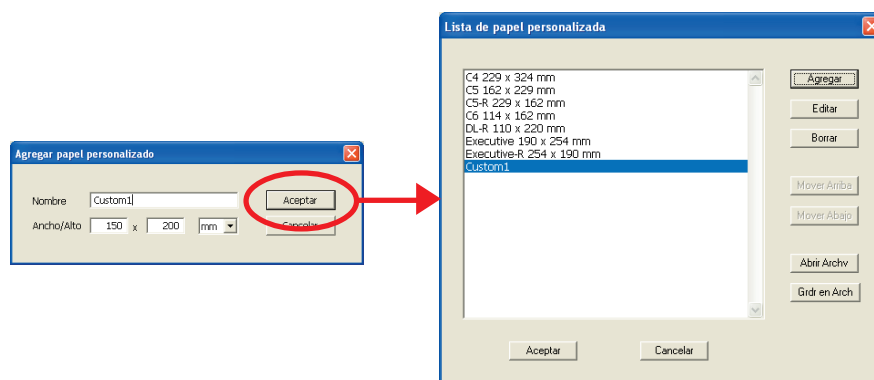 Agregar papel personalizado
Nombre Custom1 Aceptar
Ancho/Alto 150 x 200 mm Cancelar
Lista de papel personalizada
C4 229 x 324 mm
C5 162 x 229 mm
C5-R 229 x 162 mm
C6 114 x 162 mm
DL-R 110 x 220 mm
Executive 190 x 254 mm
Executive-R 254 x 190 mm
Custom1
Agregar
Editar
Borrar
Mover Arriba
Mover Abajo
Abrir Archv
Grdr en Arch
Aceptar Cancelar